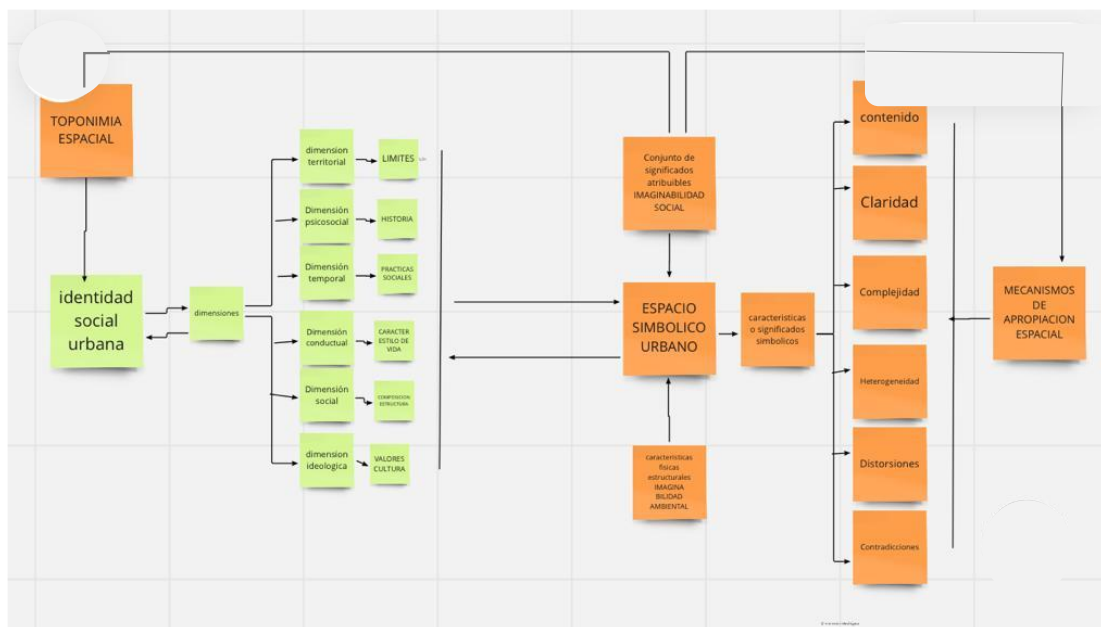 TOPONIMIA
ESPACIAL
identidad
social
urbana
dimensiones
dimension
territorial
LIMITES
Dimensión
psicosocial
HISTORIA
Dimensión
temporal
PRACTICAS
SOCIALES
Dimensión
conductual
CARACTER
ESTILO DE
VIDA
Dimensión
social
COMPOSICION
ESTRUCTURA
dimension
ideologica
VALORES
CULTURA
Conjunto de
significados
atribuibles
IMAGINABILIDAD
SOCIAL
ESPACIO
SIMBOLICO
URBANO
caracteristicas
fisicas
estructurales
IMAGINA
BILIDAD
AMBIENTAL
caracteristicas
o significados
simbolicos
contenido
Claridad
Complejidad
Heterogeneidad
Distorsiones
Contradicciones
MECANISMOS
DE
APROPIACION
ESPACIAL